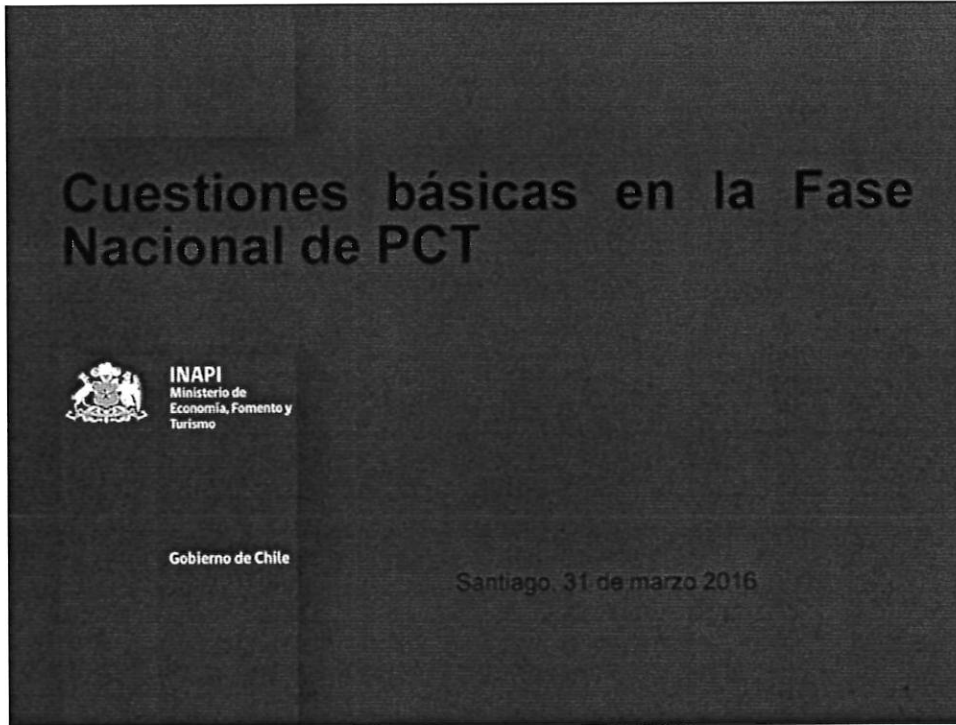 Cuestiones básicas en la Fase
Nacional de PCT
INAPI
Ministerio de
Economía, Fomento y
Turismo
Gobierno de Chile
Santiago, 31 de marzo 2016